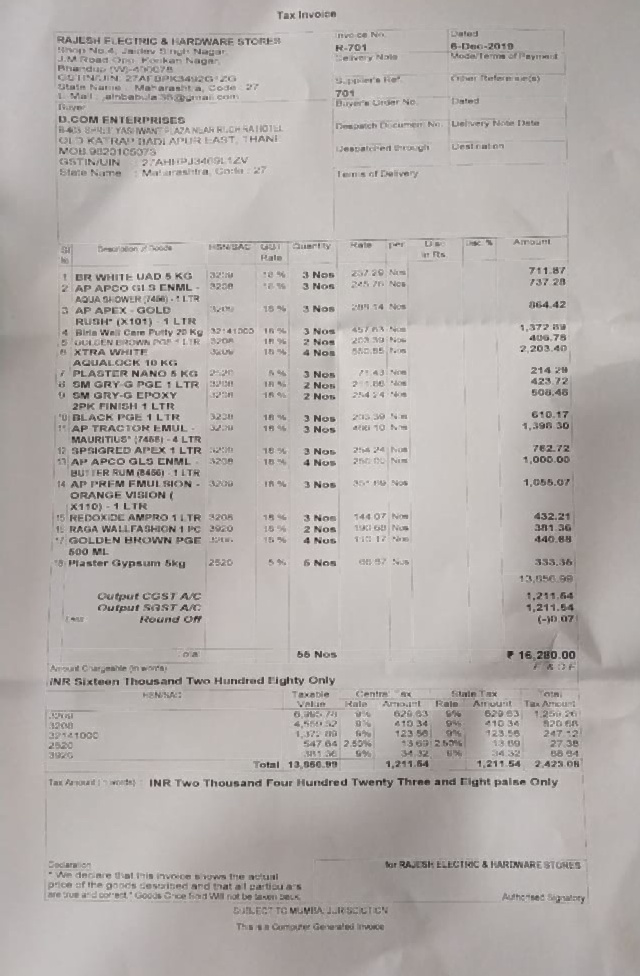 Tax Invoice
RAJESH ELECTRIC & HARDWARE STORES
Shop No.4, Jaidev Singh Nagar,
J.M Road Opp. Konkan Nagar,
Bhandup (W)-400078.
GSTIN/UIN:
State Name : Maharashtra, Code : 27
E-Mail :
Invoice No.
R-701
Dated
6-Dec-2019
Delivery Note
Mode/Terms of Payment
Supplier's Ref.
701
Other Reference(s)
Buyer
D.COM ENTERPRISES
PLAZA NEAR HOTEL
OLD KATRAP BADLAPUR EAST, THANE
MOB.9820105073
GSTIN/UIN :
State Name : Maharashtra, Code : 27
Buyer's Order No.
Dated
Despatch Document No.
Delivery Note Date
Despatched through
Destination
Terms of Delivery
Sl No. Description of Goods HSN/SAC GST Rate Quantity Rate per Disc in Rs Disc % Amount
1 BR WHITE UAD 5 KG 3209 18 % 3 Nos 237.29 Nos 711.87
2 AP APCO GLS ENML - 3208 18 % 3 Nos 245.76 Nos 737.28
AQUA SHOWER (7456) - 1 LTR
3 AP APEX - GOLD 3209 18 % 3 Nos 288.14 Nos 864.42
RUSH* (X101) - 1 LTR
4 Birla Wall Care Putty 20 Kg 32141000 18 % 3 Nos 457.63 Nos 1,372.89
5 GOLDEN BROWN PGE 1 LTR 3208 18 % 2 Nos 203.39 Nos 406.78
6 XTRA WHITE 3209 18 % 4 Nos 550.85 Nos 2,203.40
AQUALOCK 10 KG
7 PLASTER NANO 5 KG 2520 5 % 3 Nos 71.43 Nos 214.29
8 SM GRY-G PGE 1 LTR 3208 18 % 2 Nos 211.86 Nos 423.72
9 SM GRY-G EPOXY 3208 18 % 2 Nos 254.24 Nos 508.48
2PK FINISH 1 LTR
10 BLACK PGE 1 LTR 3208 18 % 3 Nos 203.39 Nos 610.17
11 AP TRACTOR EMUL - 3209 18 % 3 Nos 466.10 Nos 1,398.30
MAURITIUS* (7468) - 4 LTR
12 SPSIGRED APEX 1 LTR 3209 18 % 3 Nos 254.24 Nos 762.72
13 AP APCO GLS ENML - 3208 18 % 4 Nos 250.00 Nos 1,000.00
BUTTER RUM (8456) - 1 LTR
14 AP PREM EMULSION - 3209 18 % 3 Nos 351.69 Nos 1,055.07
ORANGE VISION (
X110) - 1 LTR
15 REDOXIDE AMPRO 1 LTR 3208 18 % 3 Nos 144.07 Nos 432.21
16 RAGA WALLFASHION 1 PC 3920 18 % 2 Nos 190.68 Nos 381.36
17 GOLDEN BROWN PGE 3208 18 % 4 Nos 110.17 Nos 440.68
500 ML
18 Plaster Gypsum 5kg 2520 5 % 5 Nos 66.67 Nos 333.35
13,856.99
Output CGST A/C 1,211.54
Output SGST A/C 1,211.54
Less : Round Off (-)0.07
Total 55 Nos ₹ 16,280.00
Amount Chargeable (in words) E. & O.E
INR Sixteen Thousand Two Hundred Eighty Only
HSN/SAC Taxable Value Central Tax Rate Amount State Tax Rate Amount Total Tax Amount
3209 6,995.78 9% 629.63 9% 629.63 1,259.26
3208 4,559.32 9% 410.34 9% 410.34 820.68
32141000 1,372.89 9% 123.56 9% 123.56 247.12
2520 547.64 2.50% 13.69 2.50% 13.69 27.38
3920 381.36 9% 34.32 9% 34.32 68.64
Total 13,856.99 1,211.54 1,211.54 2,423.08
Tax Amount (in words) : INR Two Thousand Four Hundred Twenty Three and Eight paise Only
Declaration
" We declare that this invoice shows the actual
price of the goods described and that all particulars
are true and correct." Goods Once Sold Will not be taken back
for RAJESH ELECTRIC & HARDWARE STORES
Authorised Signatory
SUBJECT TO MUMBAI JURISDICTION
This is a Computer Generated Invoice